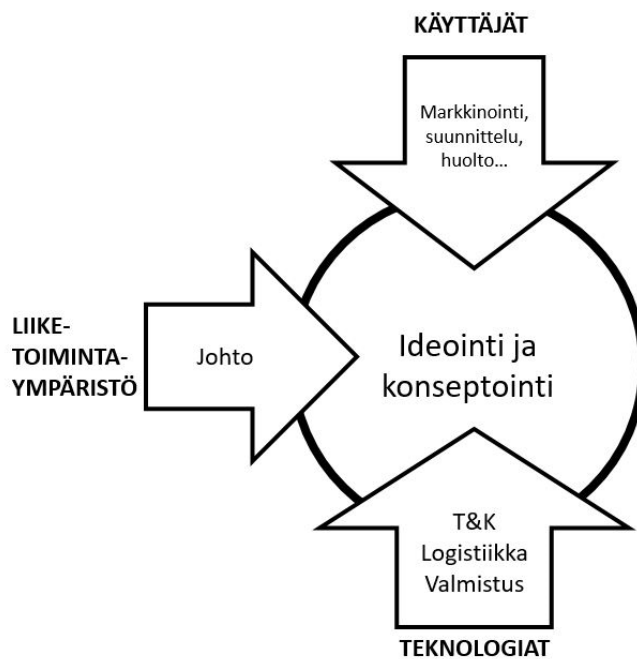 KÄYTTÄJÄT
Markkinointi,
suunnittelu,
huolto...
LIIKE-
TOIMINTA-
YMPÄRISTÖ
Johto
Ideointi ja
konseptointi
T&K
Logistiikka
Valmistus
TEKNOLOGIAT